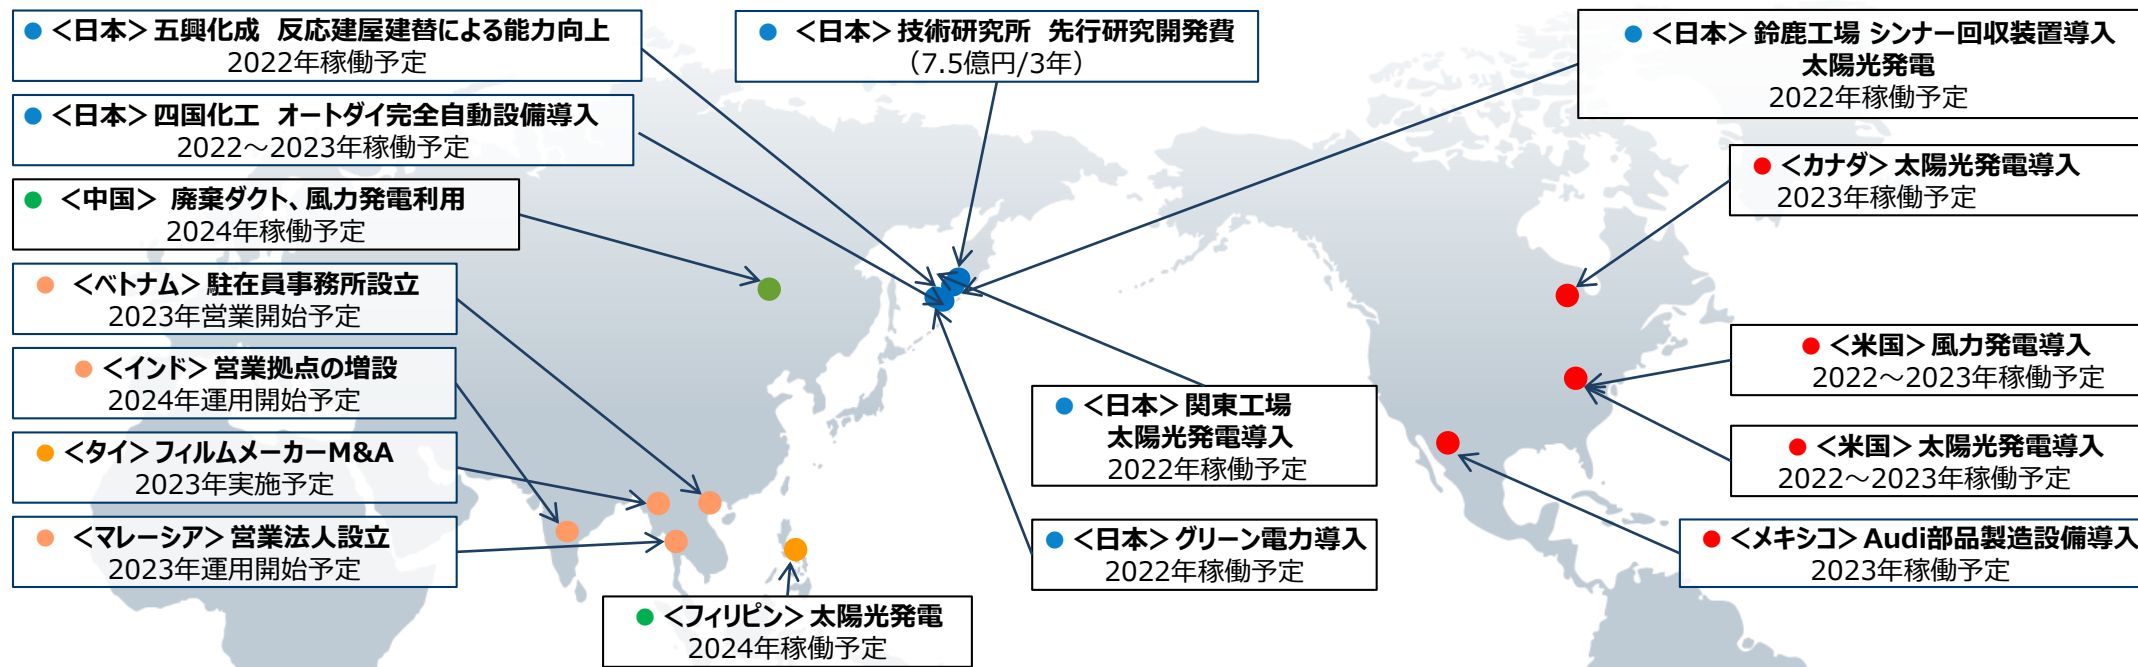 <日本> 五興化成 反応建屋建替による能力向上
2022年稼働予定
<日本> 四国化工 オートダイ完全自動設備導入
2022～2023年稼働予定
<中国> 廃棄ダクト、風力発電利用
2024年稼働予定
<ベトナム> 駐在員事務所設立
2023年営業開始予定
<インド> 営業拠点の増設
2024年運用開始予定
<タイ> フィルムメーカーM&A
2023年実施予定
<マレーシア> 営業法人設立
2023年運用開始予定
<フィリピン> 太陽光発電
2024年稼働予定
<日本> 技術研究所 先行研究開発費
（7.5億円/3年）
<日本> 関東工場
太陽光発電導入
2022年稼働予定
<日本> グリーン電力導入
2022年稼働予定
<日本> 鈴鹿工場 シンナー回収装置導入
太陽光発電
2022年稼働予定
<カナダ> 太陽光発電導入
2023年稼働予定
<米国> 風力発電導入
2022～2023年稼働予定
<米国> 太陽光発電導入
2022～2023年稼働予定
<メキシコ> Audi部品製造設備導入
2023年稼働予定